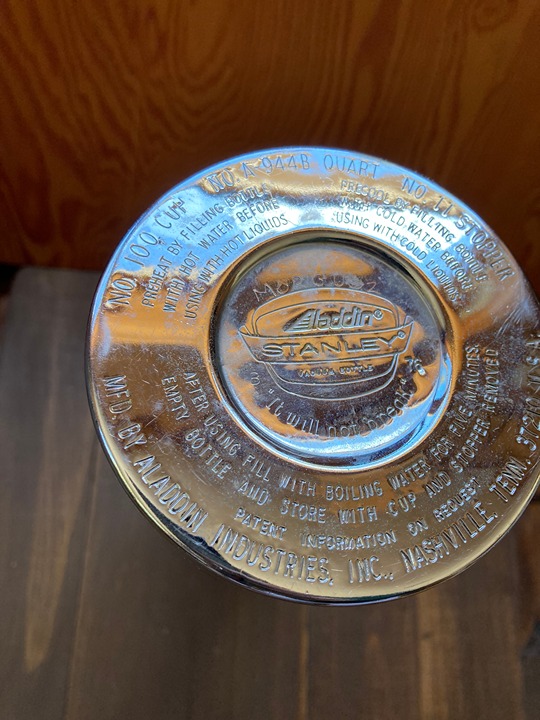 NO. 100 CUP NO. A-944B QUART NO. 11 STOPPER
PREHEAT BY FILLING BOTTLE
WITH HOT WATER BEFORE
USING WITH HOT LIQUIDS
PRECOOL BY FILLING BOTTLE
WITH COLD WATER BEFORE
USING WITH COLD LIQUIDS
Aladdin®
STANLEY®
VACUUM BOTTLE
"It will not break"
AFTER USING FILL WITH BOILING WATER FOR FIVE MINUTES
EMPTY BOTTLE AND STORE WITH CUP AND STOPPER REMOVED
PATENT INFORMATION ON REQUEST
MFD. BY ALADDIN INDUSTRIES, INC., NASHVILLE, TENN. 37210 U.S.A.